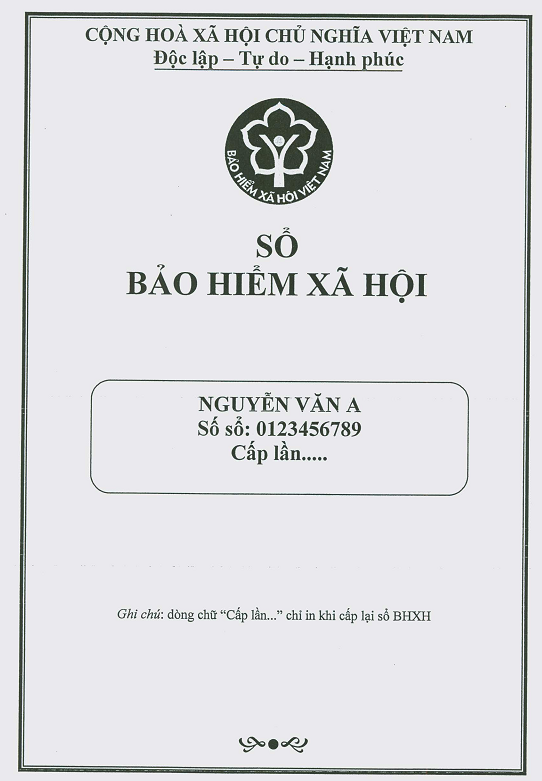 CỘNG HOÀ XÃ HỘI CHỦ NGHĨA VIỆT NAM
Độc lập – Tự do – Hạnh phúc
BẢO HIỂM XÃ HỘI VIỆT NAM
SỔ
BẢO HIỂM XÃ HỘI
NGUYỄN VĂN A
Số sổ: 0123456789
Cấp lần.....
Ghi chú: dòng chữ “Cấp lần...” chỉ in khi cấp lại sổ BHXH